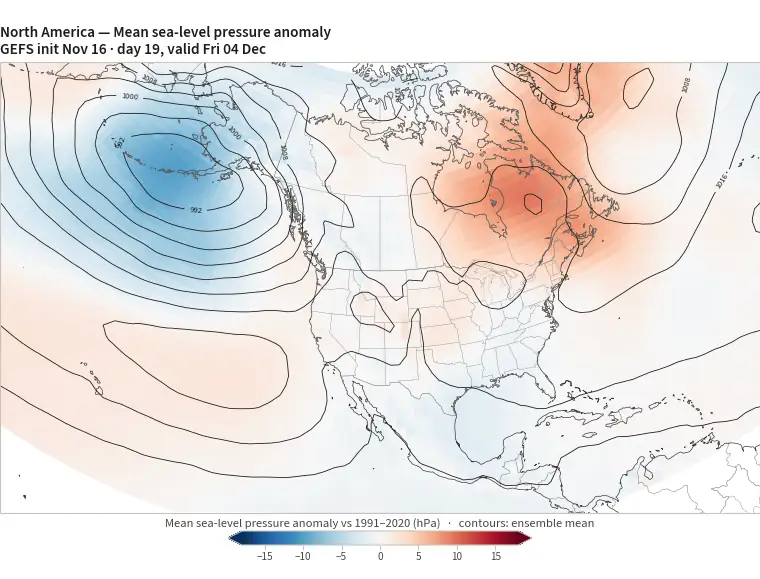 North America — Mean sea-level pressure anomaly
GEFS init Nov 16 · day 19, valid Fri 04 Dec
1016
1008
1000
1008
992
1000
1008
992
1016
Mean sea-level pressure anomaly vs 1991–2020 (hPa) · contours: ensemble mean
−15 −10 −5 0 5 10 15